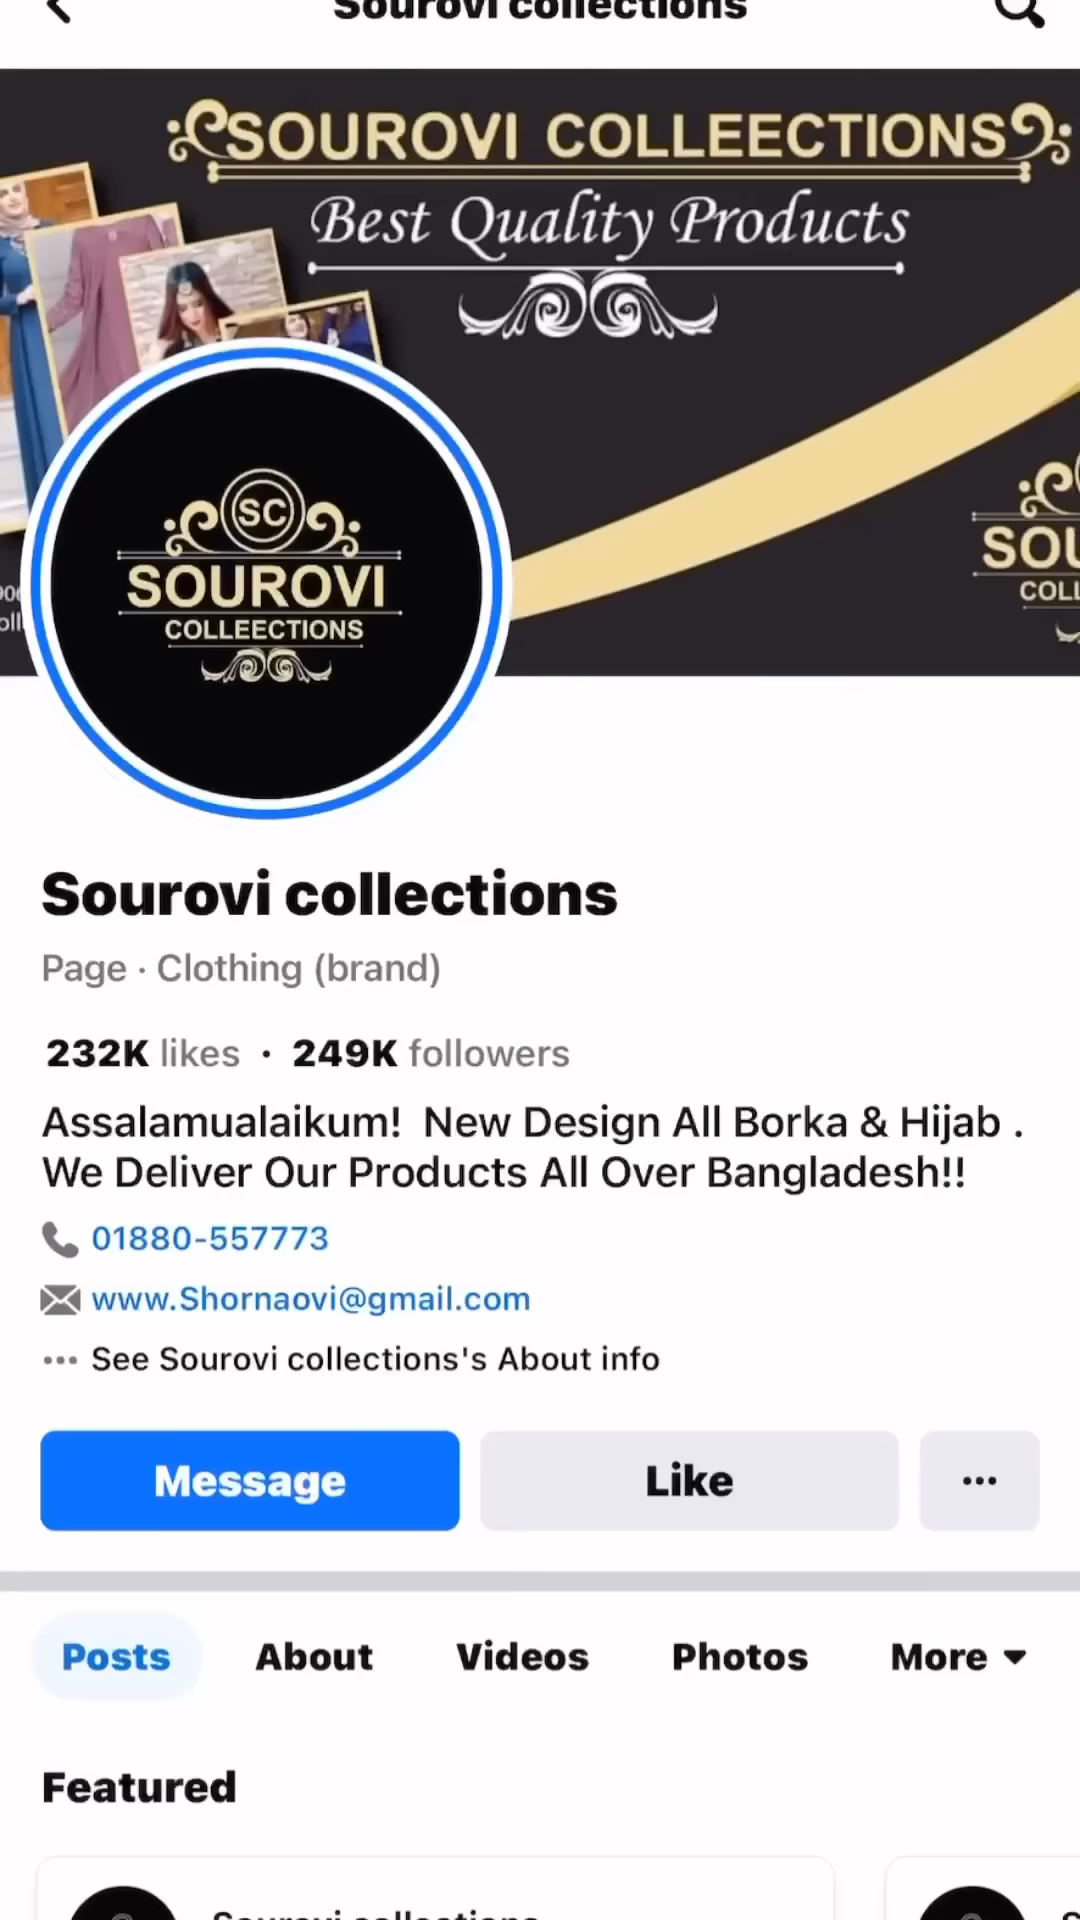 Sourovi collections
SOUROVI COLLEECTIONS
Best Quality Products
SC
SOUROVI
COLLEECTIONS
Sourovi collections
Page · Clothing (brand)
232K likes · 249K followers
Assalamualaikum! New Design All Borka & Hijab .
We Deliver Our Products All Over Bangladesh!!
01880-557773
www.Shornaovi@gmail.com
... See Sourovi collections's About info
Message Like ...
Posts About Videos Photos More
Featured
Sourovi collections